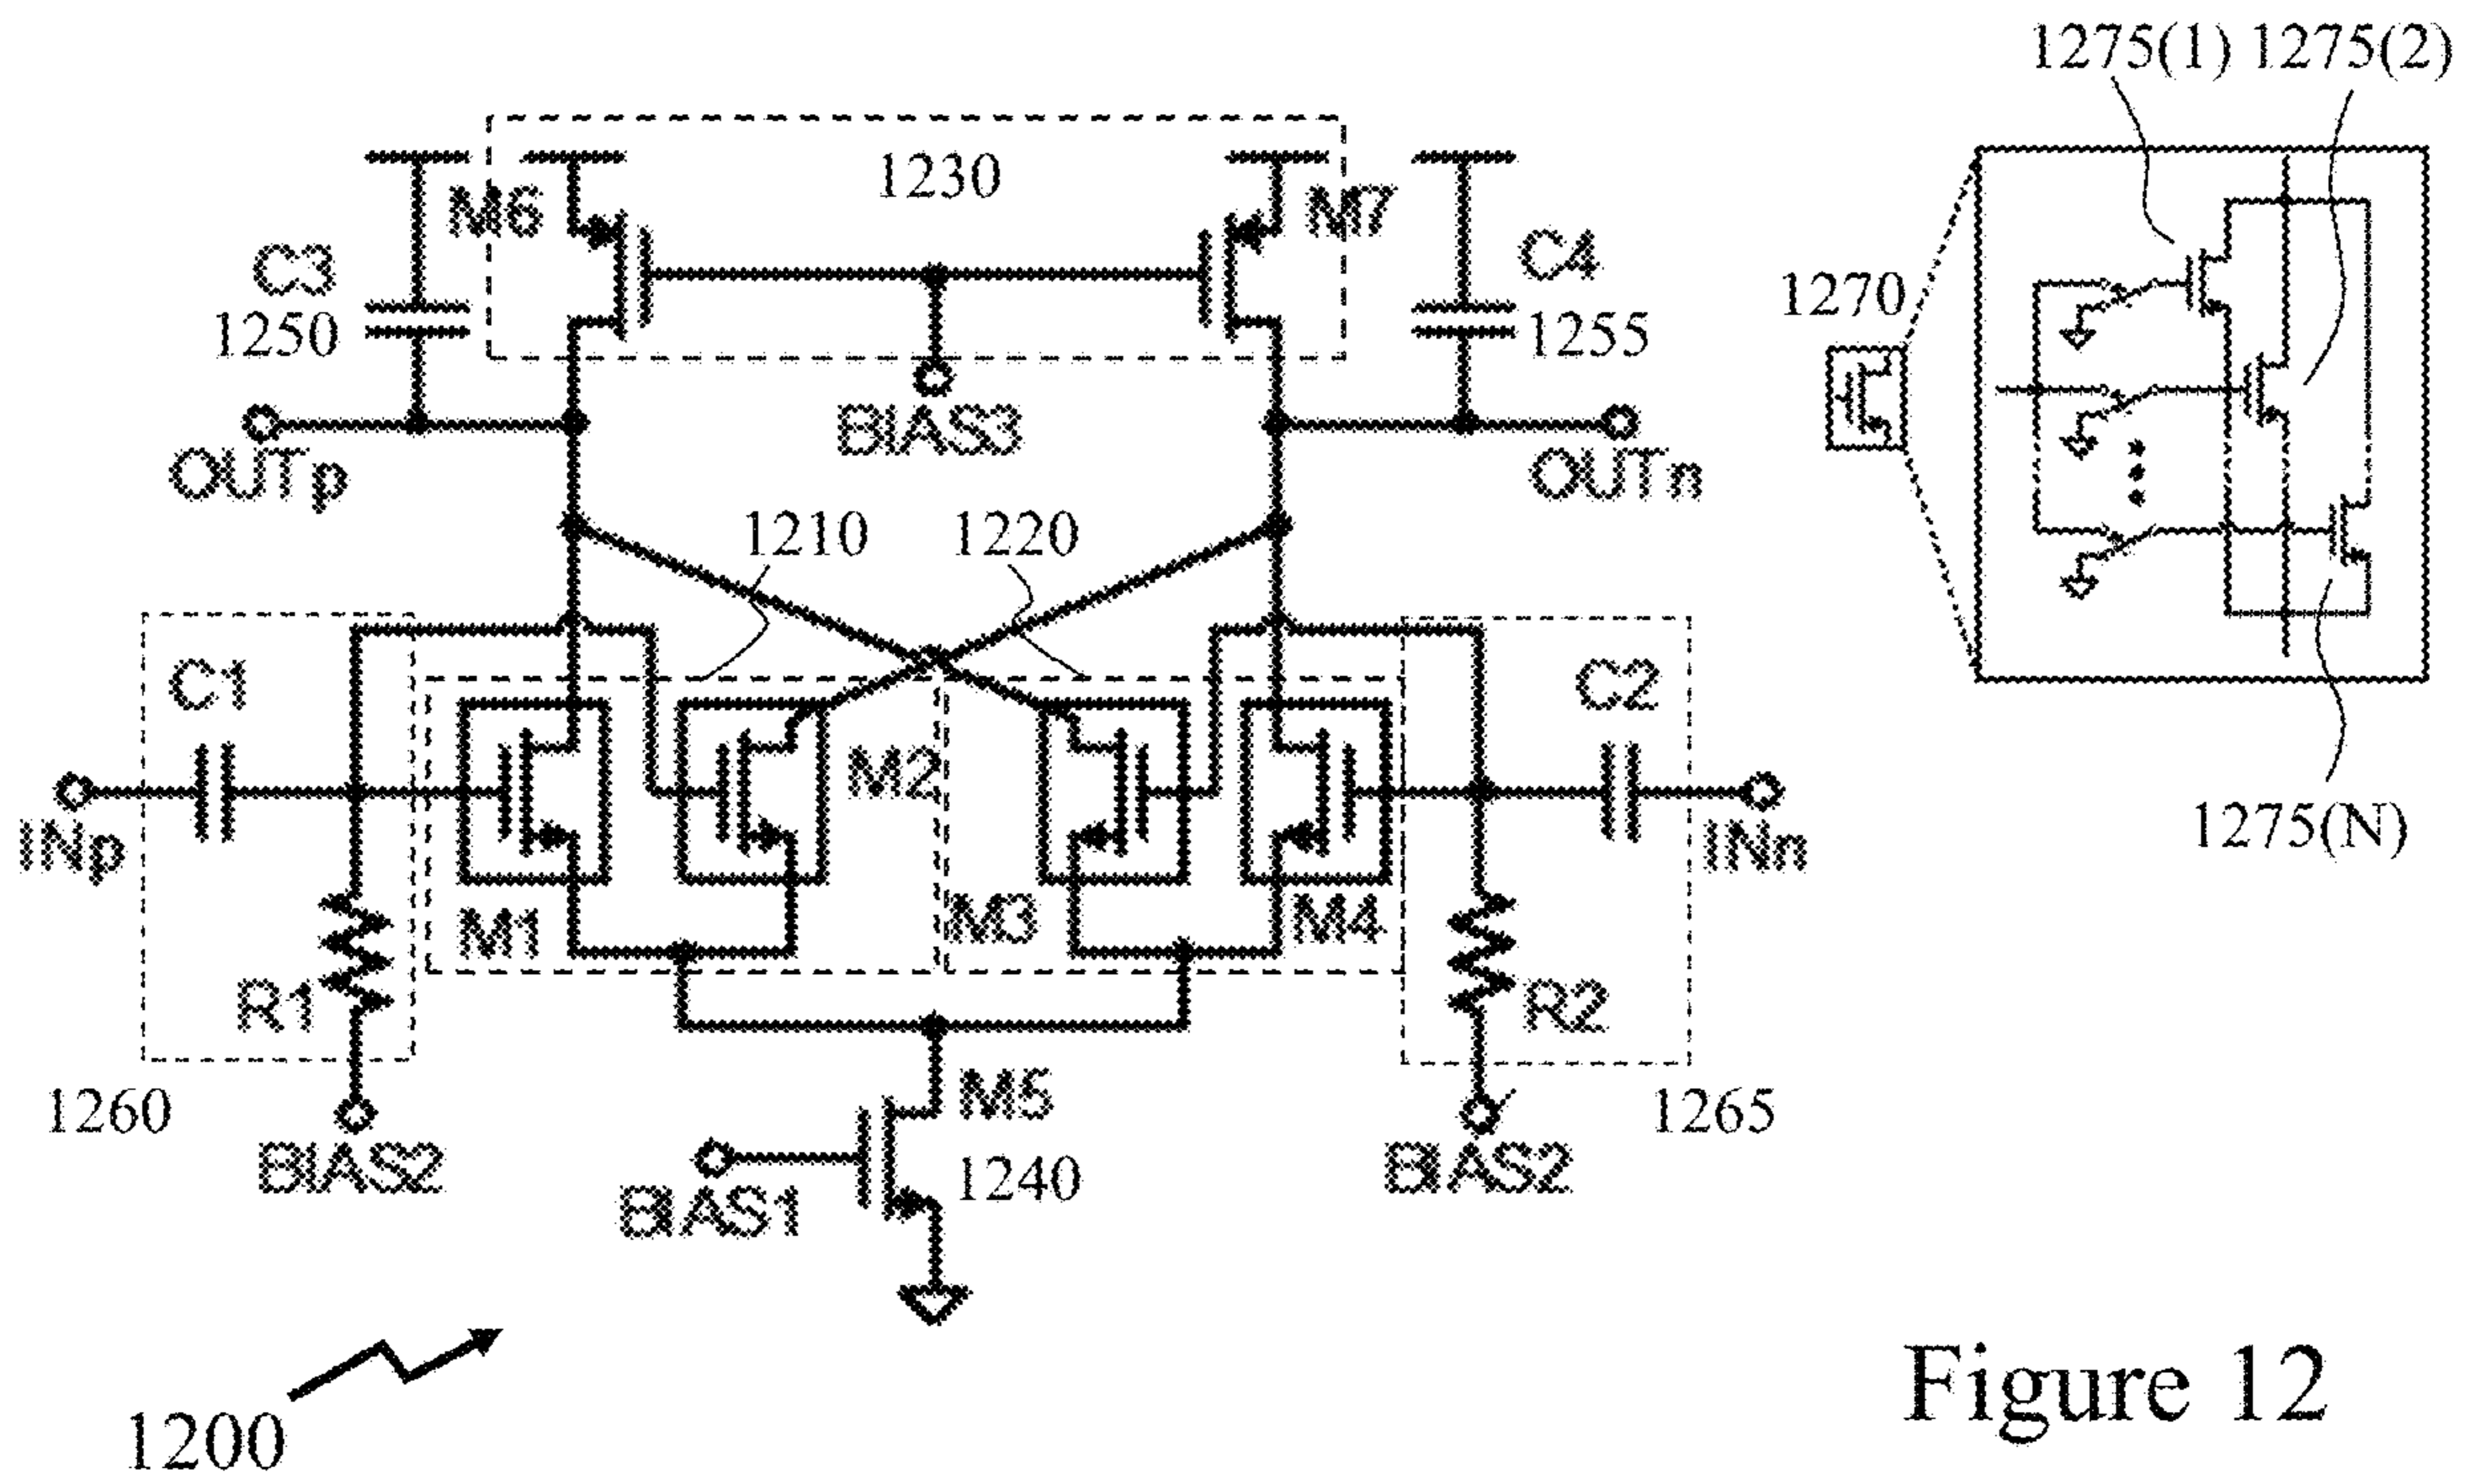 1275(1) 1275(2)
1230
M6
M7
C3
1250
C4
1255
1270
BIAS3
OUTp
OUTn
1210
1220
C1
M2
C2
INp
INn
1275(N)
M1
M3
M4
R1
R2
1260
M5
1265
BIAS2
BIAS1
1240
BIAS2
1200
Figure 12